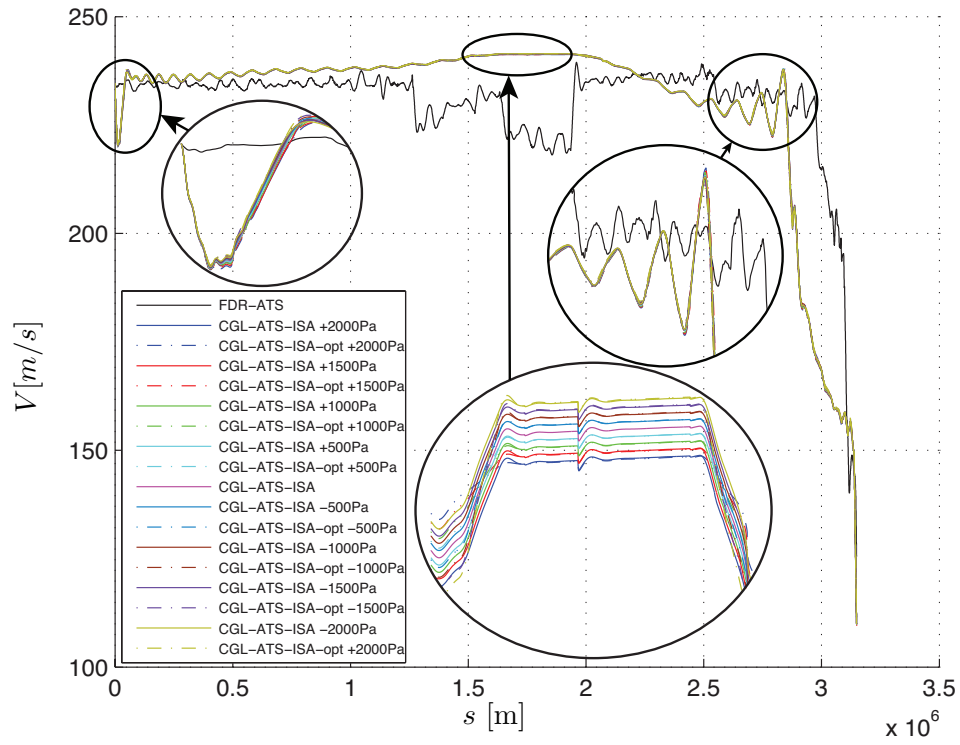 250
200
150
100
V[m/s]
FDR-ATS
CGL-ATS-ISA +2000Pa
CGL-ATS-ISA-opt +2000Pa
CGL-ATS-ISA +1500Pa
CGL-ATS-ISA-opt +1500Pa
CGL-ATS-ISA +1000Pa
CGL-ATS-ISA-opt +1000Pa
CGL-ATS-ISA +500Pa
CGL-ATS-ISA-opt +500Pa
CGL-ATS-ISA
CGL-ATS-ISA -500Pa
CGL-ATS-ISA-opt -500Pa
CGL-ATS-ISA -1000Pa
CGL-ATS-ISA-opt -1000Pa
CGL-ATS-ISA -1500Pa
CGL-ATS-ISA-opt -1500Pa
CGL-ATS-ISA -2000Pa
CGL-ATS-ISA-opt +2000Pa
0 0.5 1 1.5 2 2.5 3 3.5
s [m]
x 10^6